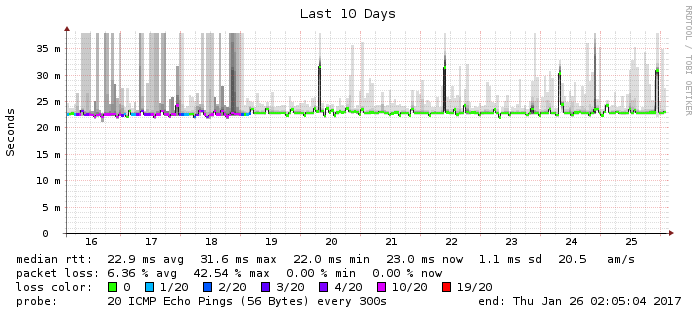 Last 10 Days
RRDTOOL / TOBI OETIKER
Seconds
35 m
30 m
25 m
20 m
15 m
10 m
5 m
0
16 17 18 19 20 21 22 23 24 25
median rtt: 22.9 ms avg 31.6 ms max 22.0 ms min 23.0 ms now 1.1 ms sd 20.5 am/s
packet loss: 6.36 % avg 42.54 % max 0.00 % min 0.00 % now
loss color: 0 1/20 2/20 3/20 4/20 10/20 19/20
probe: 20 ICMP Echo Pings (56 Bytes) every 300s end: Thu Jan 26 02:05:04 2017